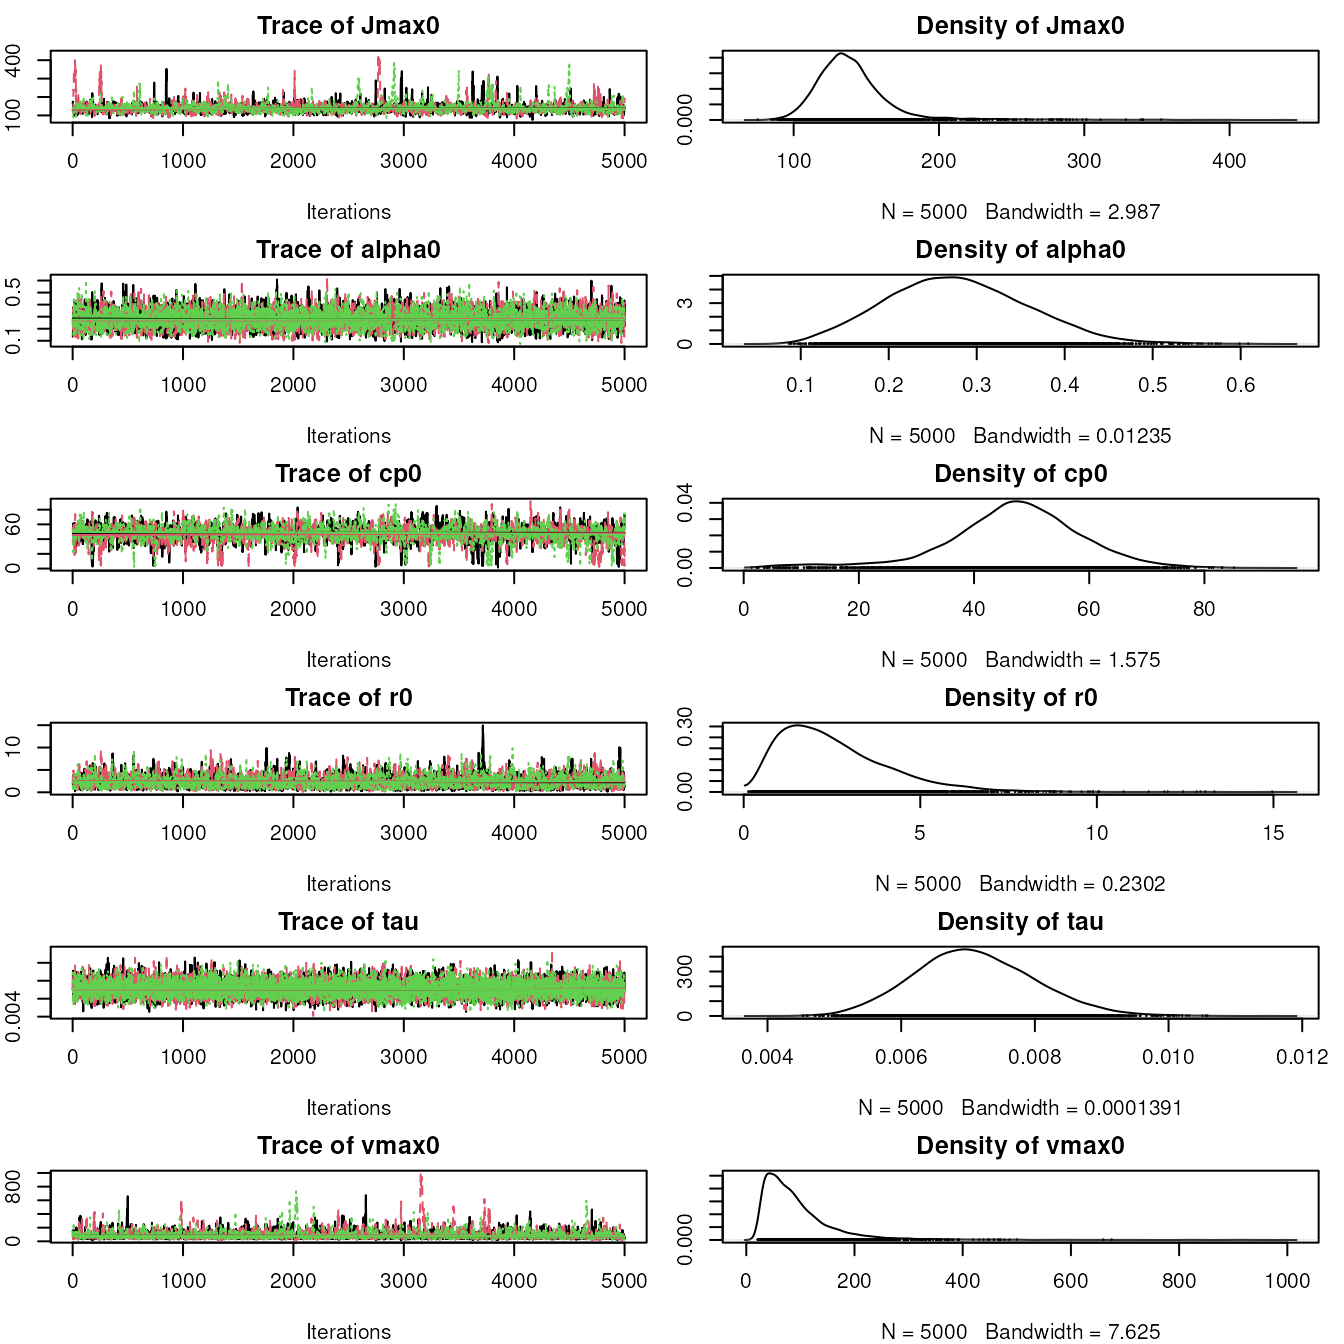 Trace of Jmax0
100 400
0 1000 2000 3000 4000 5000
Iterations
Density of Jmax0
0.000
100 200 300 400
N = 5000 Bandwidth = 2.987
Trace of alpha0
0.1 0.5
0 1000 2000 3000 4000 5000
Iterations
Density of alpha0
0 3
0.1 0.2 0.3 0.4 0.5 0.6
N = 5000 Bandwidth = 0.01235
Trace of cp0
0 60
0 1000 2000 3000 4000 5000
Iterations
Density of cp0
0.00 0.04
0 20 40 60 80
N = 5000 Bandwidth = 1.575
Trace of r0
0 10
0 1000 2000 3000 4000 5000
Iterations
Density of r0
0.00 0.30
0 5 10 15
N = 5000 Bandwidth = 0.2302
Trace of tau
0.004
0 1000 2000 3000 4000 5000
Iterations
Density of tau
0 300
0.004 0.006 0.008 0.010 0.012
N = 5000 Bandwidth = 0.0001391
Trace of vmax0
0 800
0 1000 2000 3000 4000 5000
Iterations
Density of vmax0
0.000
0 200 400 600 800 1000
N = 5000 Bandwidth = 7.625